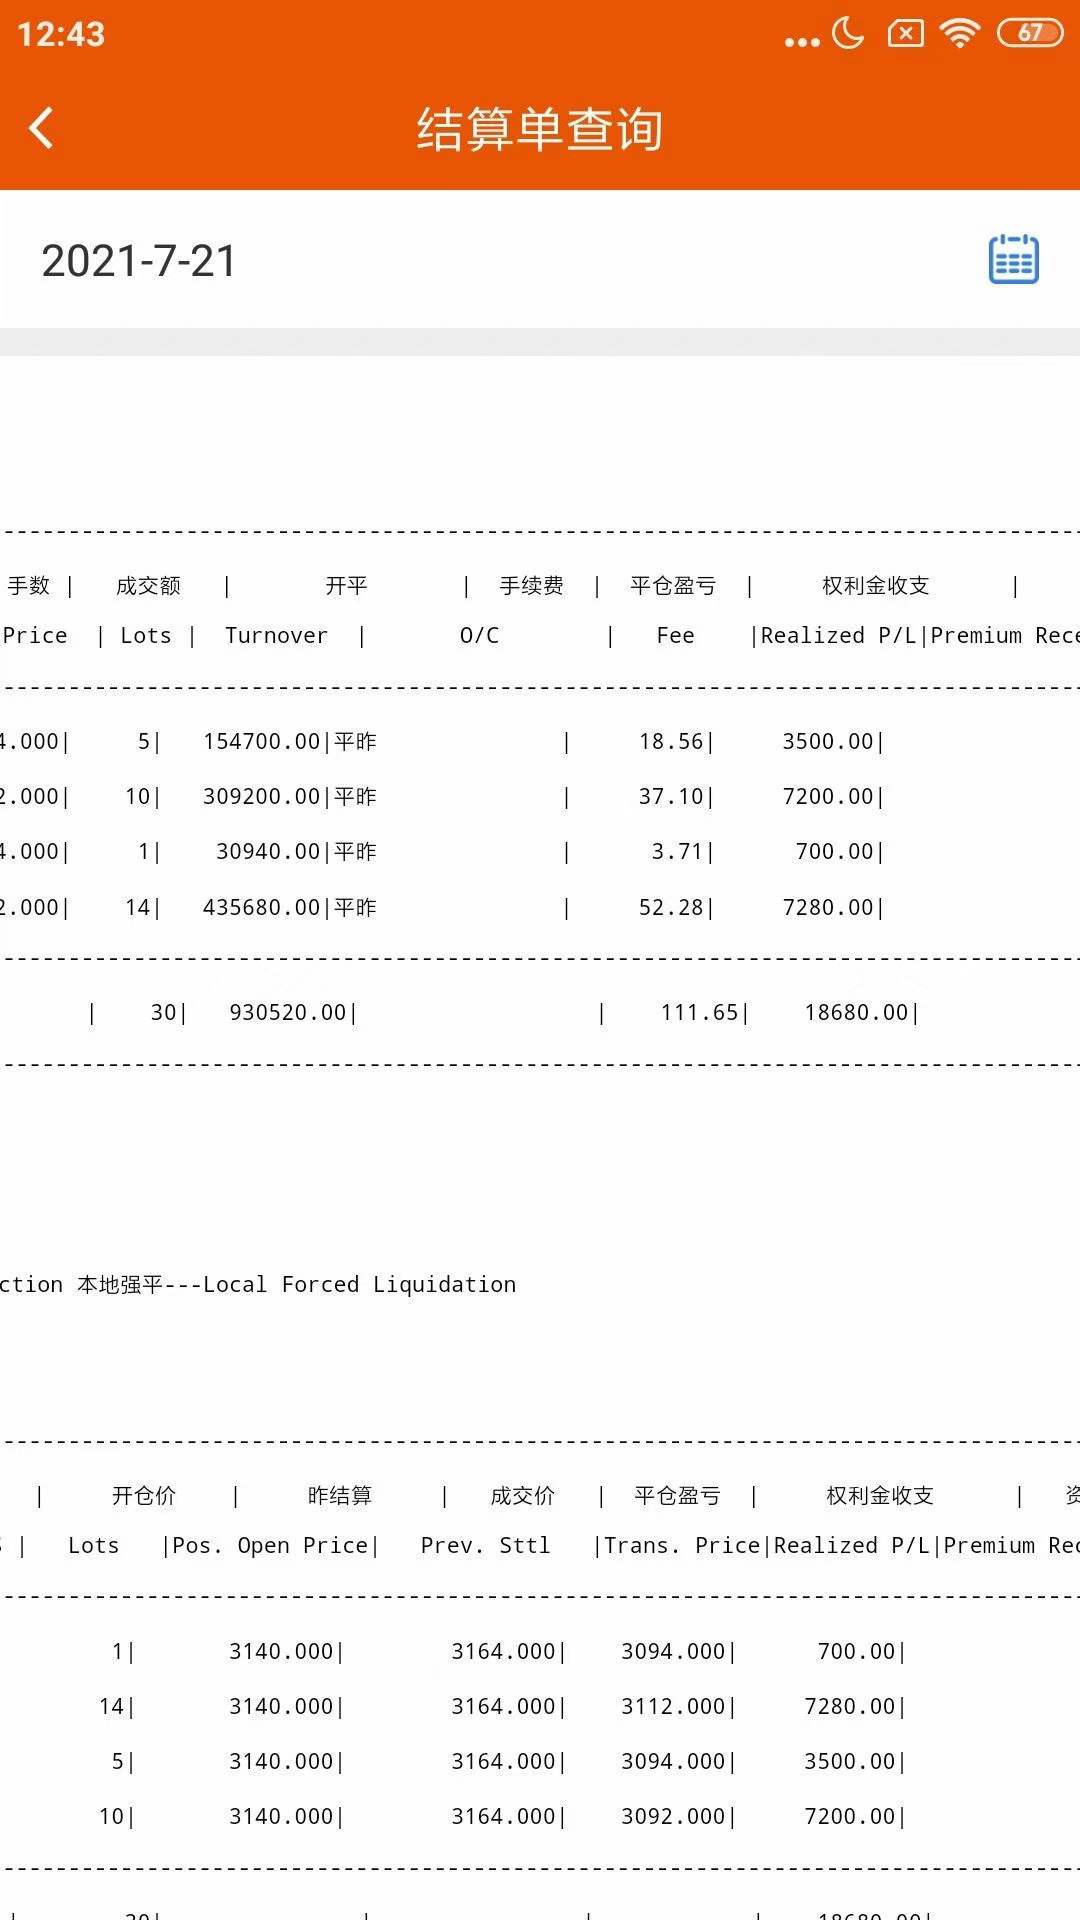 12:43
67
结算单查询
2021-7-21
手数 | 成交额 | 开平 | 手续费 | 平仓盈亏 | 权利金收支 |
Price | Lots | Turnover | O/C | Fee |Realized P/L|Premium Rece
4.000| 5| 154700.00|平昨 | 18.56| 3500.00|
2.000| 10| 309200.00|平昨 | 37.10| 7200.00|
4.000| 1| 30940.00|平昨 | 3.71| 700.00|
2.000| 14| 435680.00|平昨 | 52.28| 7280.00|
| 30| 930520.00| | 111.65| 18680.00|
ction 本地强平---Local Forced Liquidation
| 开仓价 | 昨结算 | 成交价 | 平仓盈亏 | 权利金收支 | 资
| Lots |Pos. Open Price| Prev. Sttl |Trans. Price|Realized P/L|Premium Rec
1| 3140.000| 3164.000| 3094.000| 700.00|
14| 3140.000| 3164.000| 3112.000| 7280.00|
5| 3140.000| 3164.000| 3094.000| 3500.00|
10| 3140.000| 3164.000| 3092.000| 7200.00|
| 30| | | | 18680.00|